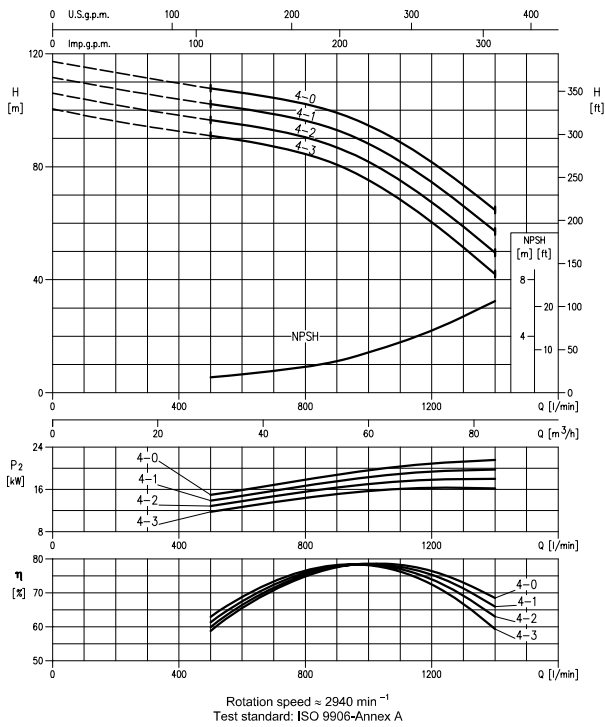 0 U.S.g.p.m. 100 200 300 400
0 Imp.g.p.m. 100 200 300
120
H
[m]
80
40
0
H
[ft]
350
300
250
200
150
100
50
0
4-0
4-1
4-2
4-3
NPSH
[m] [ft]
8
20
4
10
NPSH
0 400 800 1200 Q [l/min]
0 20 40 60 80 Q [m³/h]
P2
[kW]
24
16
8
4-0
4-1
4-2
4-3
0 400 800 1200 Q [l/min]
η
[%]
80
70
60
50
4-0
4-1
4-2
4-3
0 400 800 1200 Q [l/min]
Rotation speed ≈ 2940 min⁻¹
Test standard: ISO 9906-Annex A